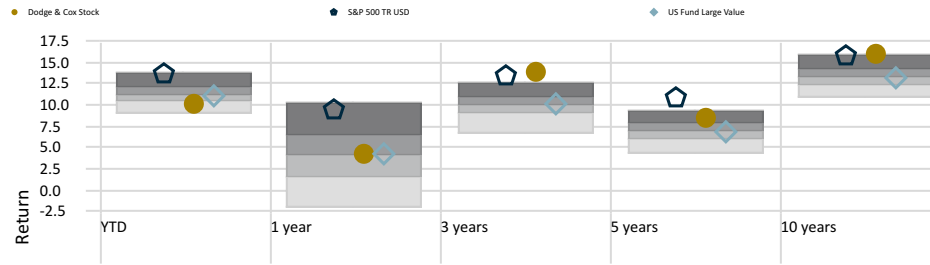 Dodge & Cox Stock
S&P 500 TR USD
US Fund Large Value
17.5
15.0
12.5
10.0
7.5
5.0
2.5
0.0
-2.5
Return
YTD
1 year
3 years
5 years
10 years